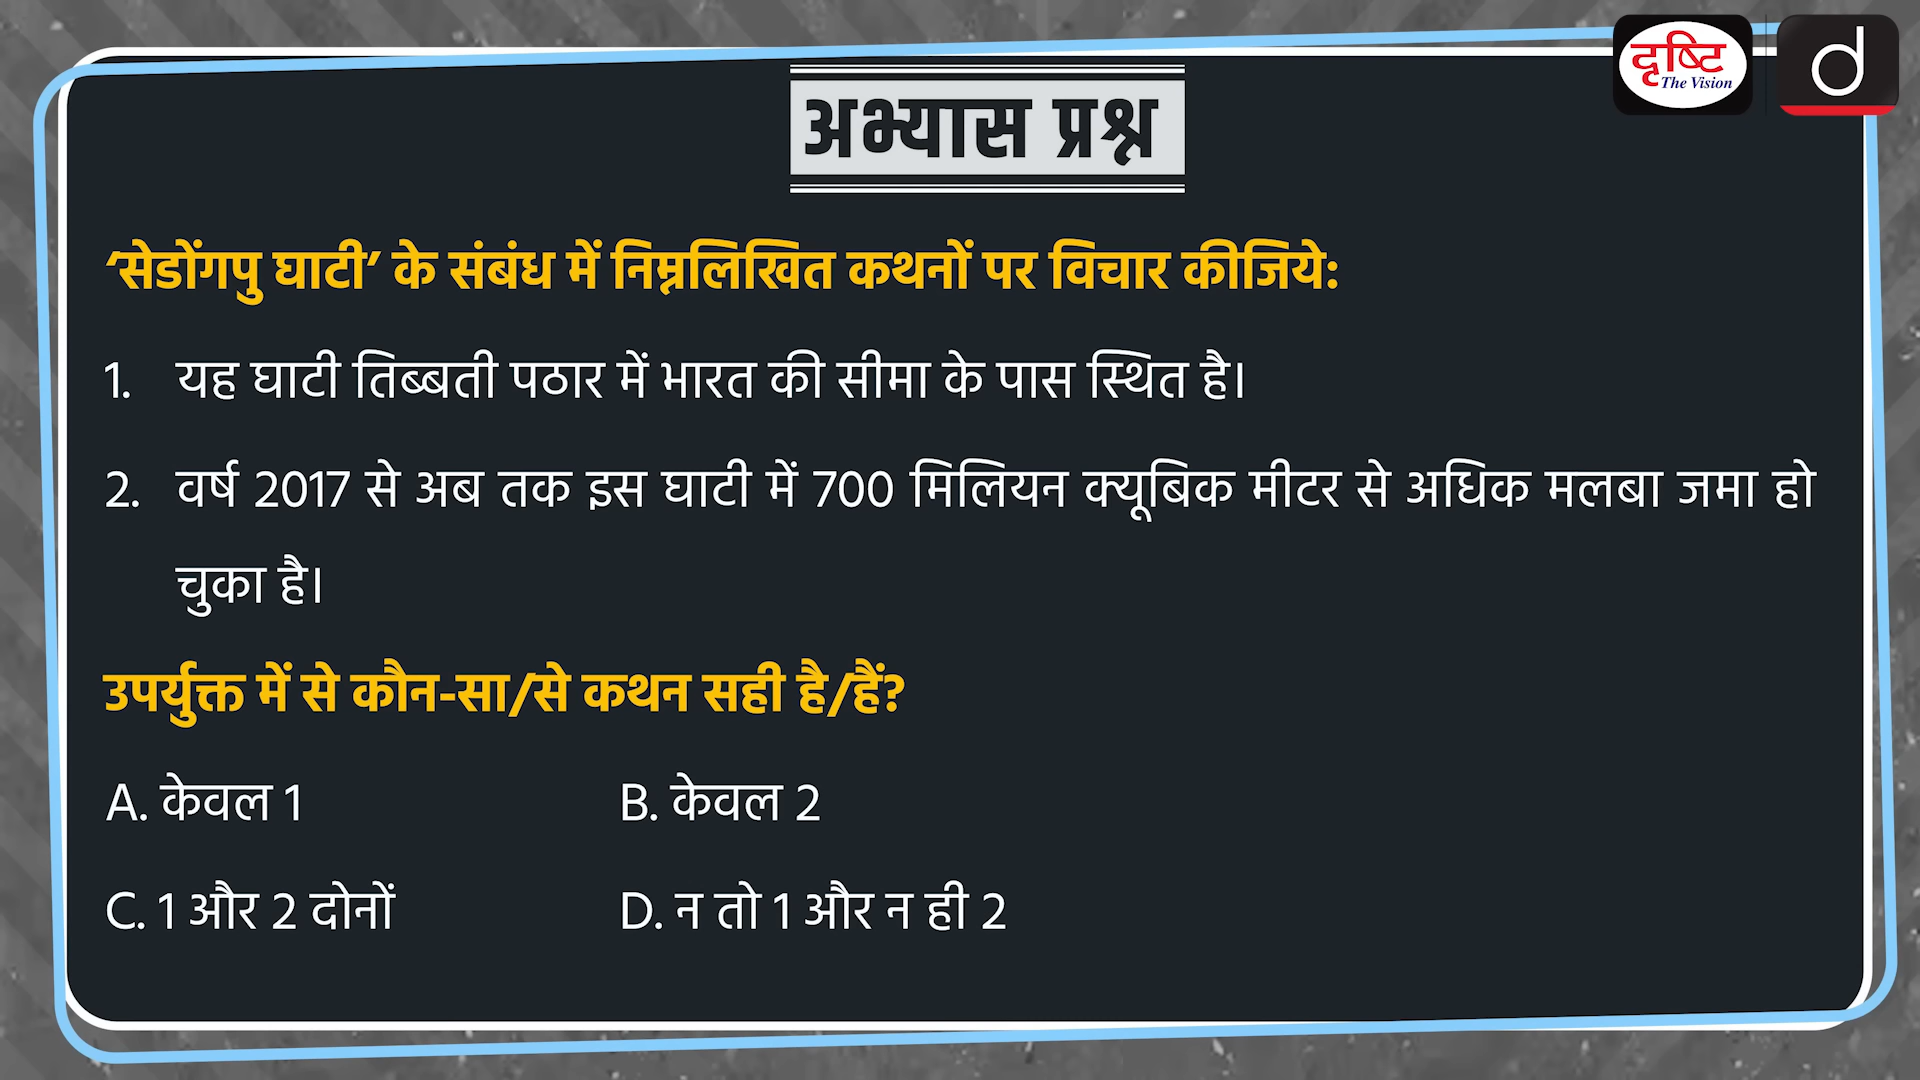 दृष्टि
The Vision
d
अभ्यास प्रश्न
‘सेडोंगपु घाटी’ के संबंध में निम्नलिखित कथनों पर विचार कीजिये:
1. यह घाटी तिब्बती पठार में भारत की सीमा के पास स्थित है।
2. वर्ष 2017 से अब तक इस घाटी में 700 मिलियन क्यूबिक मीटर से अधिक मलबा जमा हो
चुका है।
उपर्युक्त में से कौन-सा/से कथन सही है/हैं?
A. केवल 1 B. केवल 2
C. 1 और 2 दोनों D. न तो 1 और न ही 2